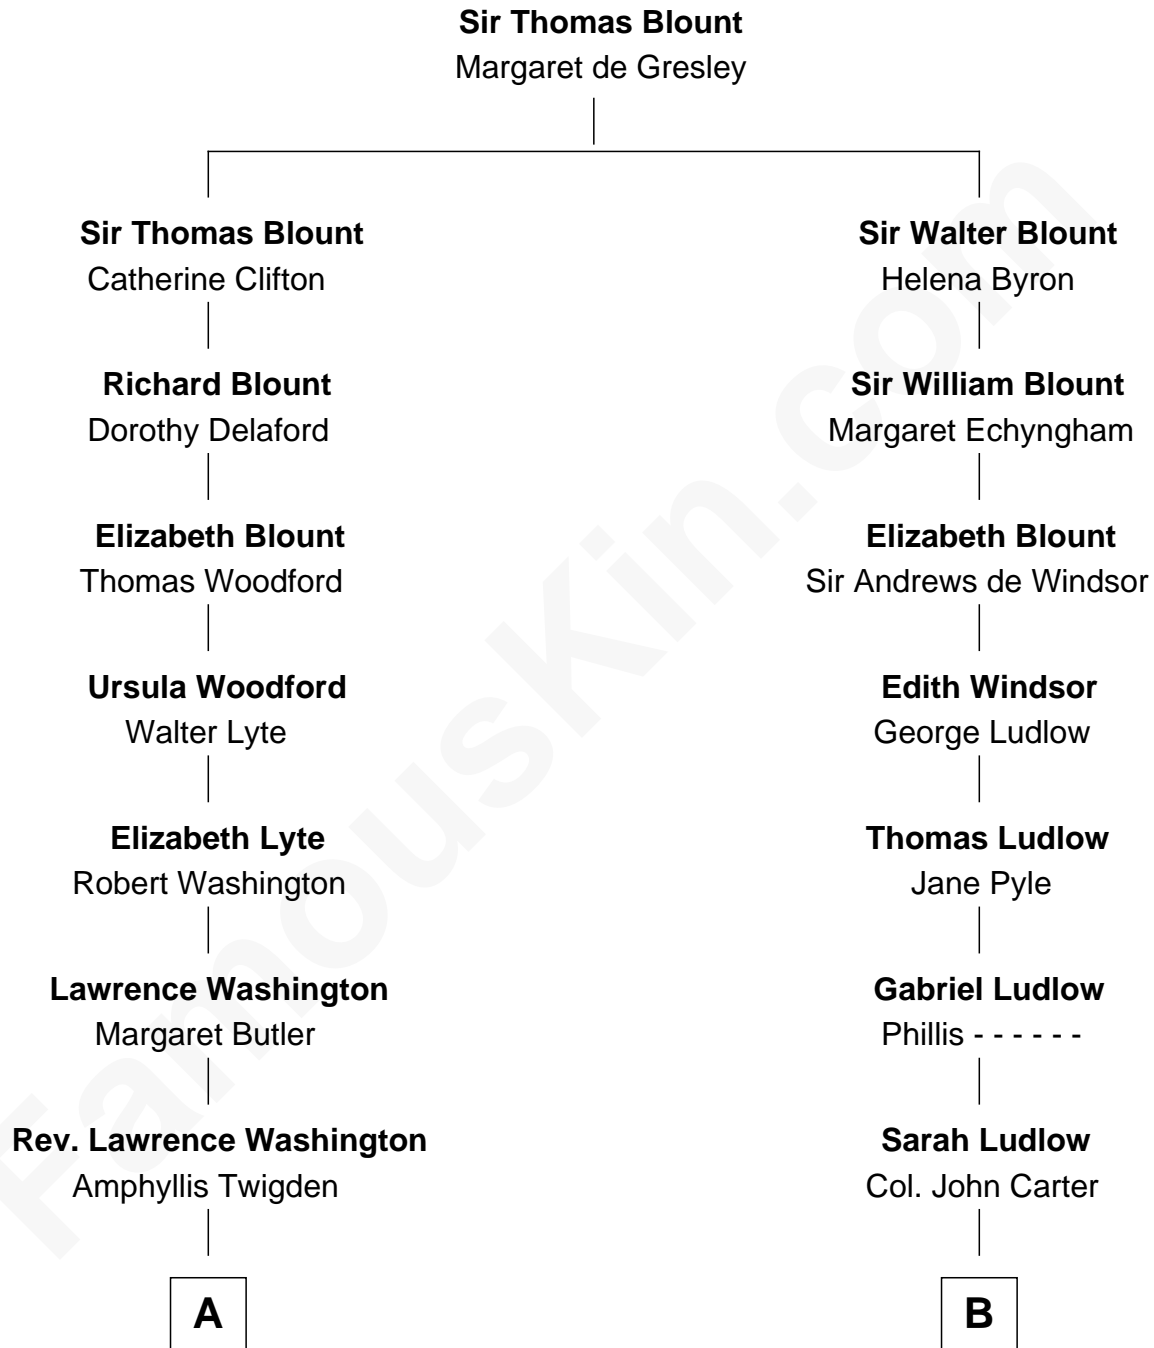 Sir Thomas Blount
Margaret de Gresley
Sir Thomas Blount
Catherine Clifton
Sir Walter Blount
Helena Byron
Richard Blount
Dorothy Delaford
Sir William Blount
Margaret Echyngham
Elizabeth Blount
Thomas Woodford
Elizabeth Blount
Sir Andrews de Windsor
Ursula Woodford
Walter Lyte
Edith Windsor
George Ludlow
Elizabeth Lyte
Robert Washington
Thomas Ludlow
Jane Pyle
Lawrence Washington
Margaret Butler
Gabriel Ludlow
Phillis - - - - - -
Rev. Lawrence Washington
Amphyllis Twigden
Sarah Ludlow
Col. John Carter
A
B
FamousKin.com